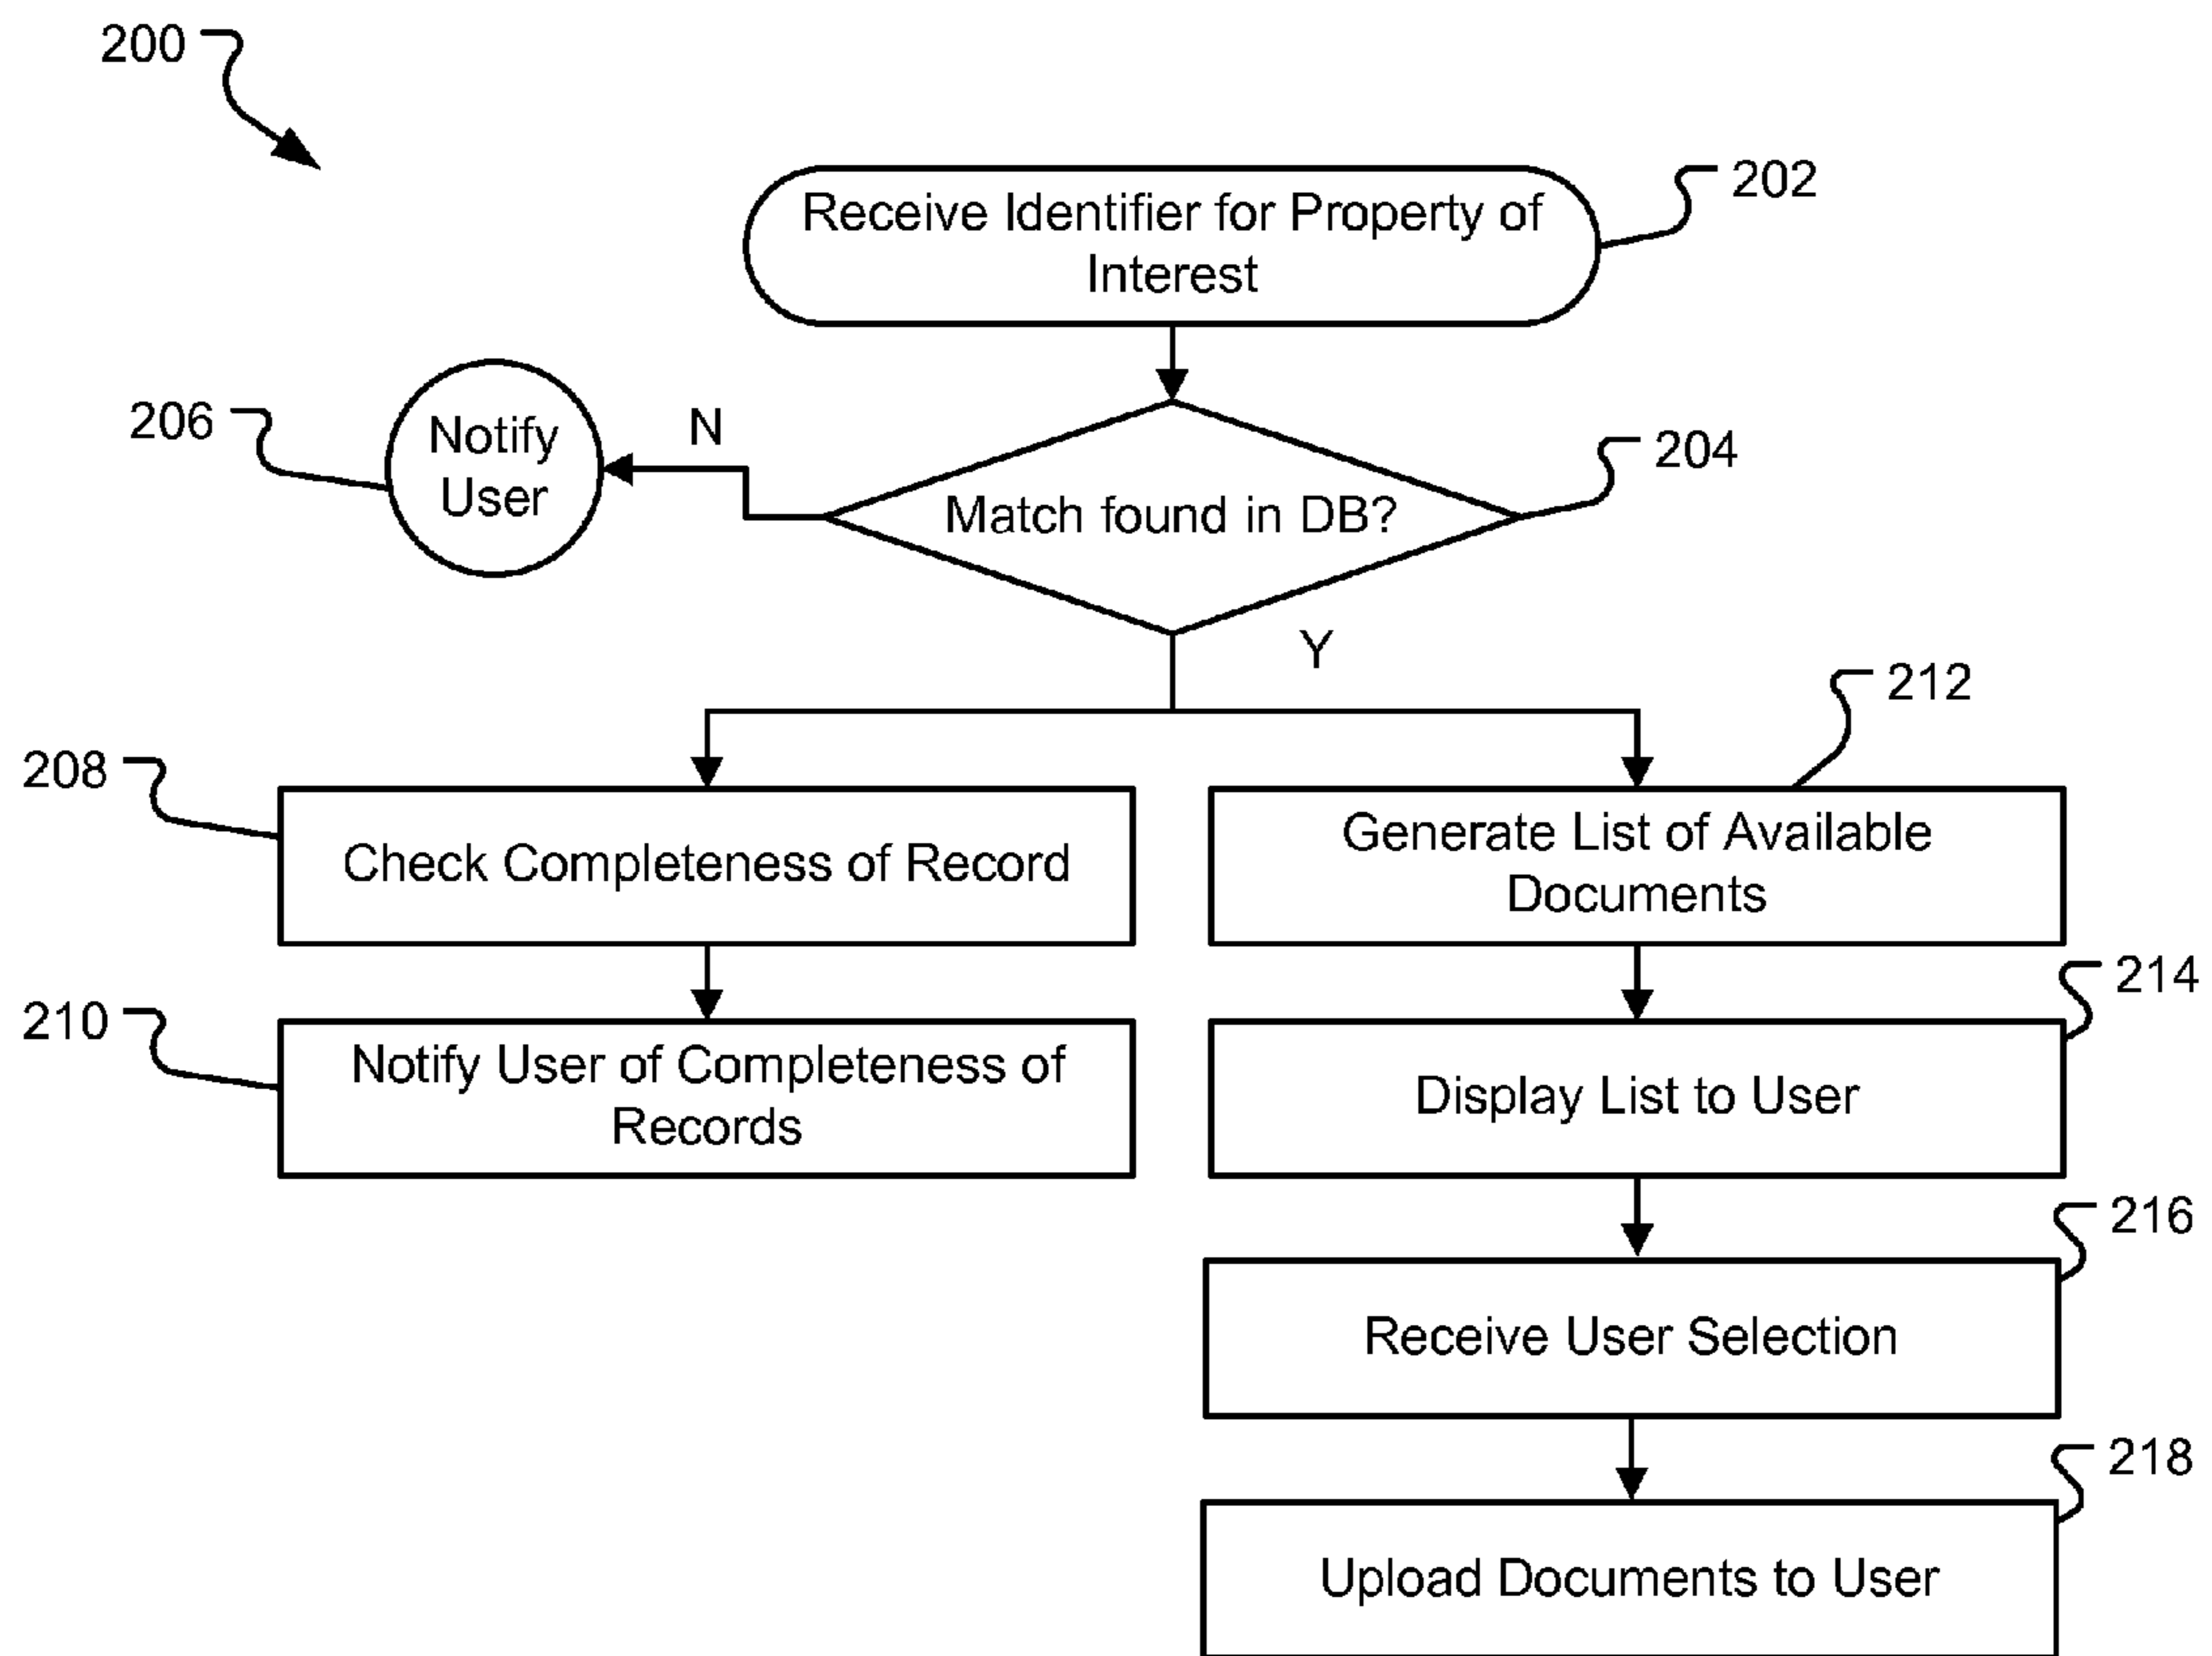 200
202
Receive Identifier for Property of
Interest
206
Notify
User
N
204
Match found in DB?
Y
212
208
Check Completeness of Record
Generate List of Available
Documents
214
210
Notify User of Completeness of
Records
Display List to User
216
Receive User Selection
218
Upload Documents to User